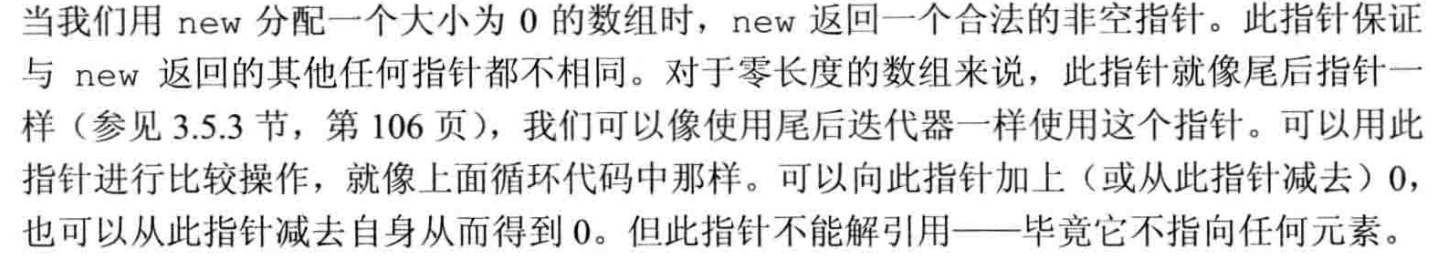 当我们用 new 分配一个大小为 0 的数组时，new 返回一个合法的非空指针。此指针保证
与 new 返回的其他任何指针都不相同。对于零长度的数组来说，此指针就像尾后指针一
样（参见 3.5.3 节，第 106 页），我们可以像使用尾后迭代器一样使用这个指针。可以用此
指针进行比较操作，就像上面循环代码中那样。可以向此指针加上（或从此指针减去）0，
也可以从此指针减去自身从而得到 0。但此指针不能解引用——毕竟它不指向任何元素。